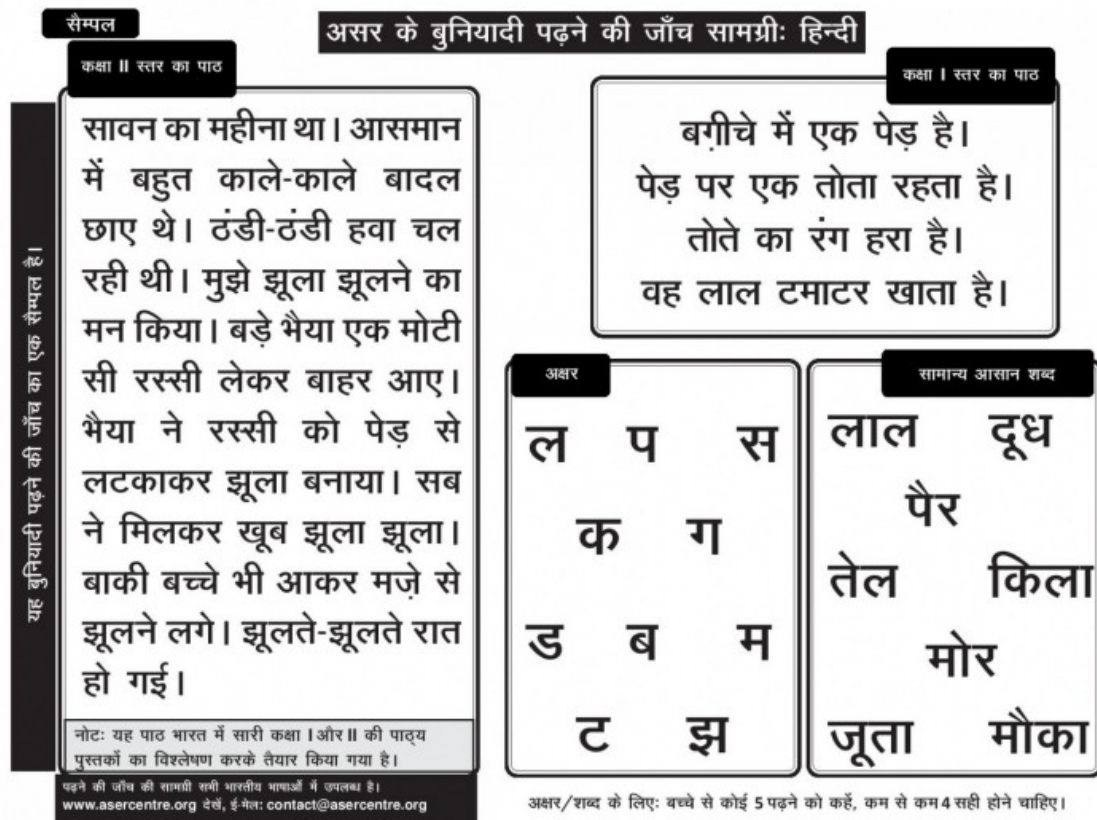 सैम्पल
असर के बुनियादी पढ़ने की जाँच सामग्रीः हिन्दी
यह बुनियादी पढ़ने की जाँच का एक सैम्पल है।
कक्षा II स्तर का पाठ
सावन का महीना था। आसमान
में बहुत काले-काले बादल
छाए थे। ठंडी-ठंडी हवा चल
रही थी। मुझे झूला झूलने का
मन किया। बड़े भैया एक मोटी
सी रस्सी लेकर बाहर आए।
भैया ने रस्सी को पेड़ से
लटकाकर झूला बनाया। सब
ने मिलकर खूब झूला झूला।
बाकी बच्चे भी आकर मज़े से
झूलने लगे। झूलते-झूलते रात
हो गई।
नोटः यह पाठ भारत में सारी कक्षा I और II की पाठ्य
पुस्तकों का विश्लेषण करके तैयार किया गया है।
पढ़ने की जाँच की सामग्री सभी भारतीय भाषाओं में उपलब्ध है।
www.asercentre.org देखें, ई-मेलः contact@asercentre.org
कक्षा I स्तर का पाठ
बग़ीचे में एक पेड़ है।
पेड़ पर एक तोता रहता है।
तोते का रंग हरा है।
वह लाल टमाटर खाता है।
अक्षर
ल प स
क ग
ड ब म
ट झ
सामान्य आसान शब्द
लाल दूध
पैर
तेल किला
मोर
जूता मौका
अक्षर/शब्द के लिएः बच्चे से कोई 5 पढ़ने को कहें, कम से कम 4 सही होने चाहिए।